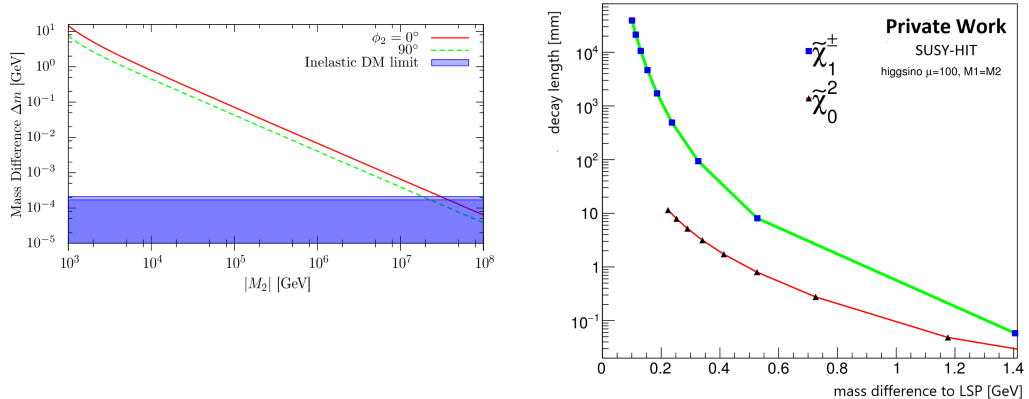 Mass Difference Δm [GeV]
10¹
10⁰
10⁻¹
10⁻²
10⁻³
10⁻⁴
10⁻⁵
ϕ₂ = 0°
90°
Inelastic DM limit
10³ 10⁴ 10⁵ 10⁶ 10⁷ 10⁸
|M₂| [GeV]
decay length [mm]
10⁴
10³
10²
10
1
10⁻¹
Private Work
SUSY-HIT
higgsino μ=100, M1=M2
χ̃₁±
χ̃₀²
0 0.2 0.4 0.6 0.8 1 1.2 1.4
mass difference to LSP [GeV]